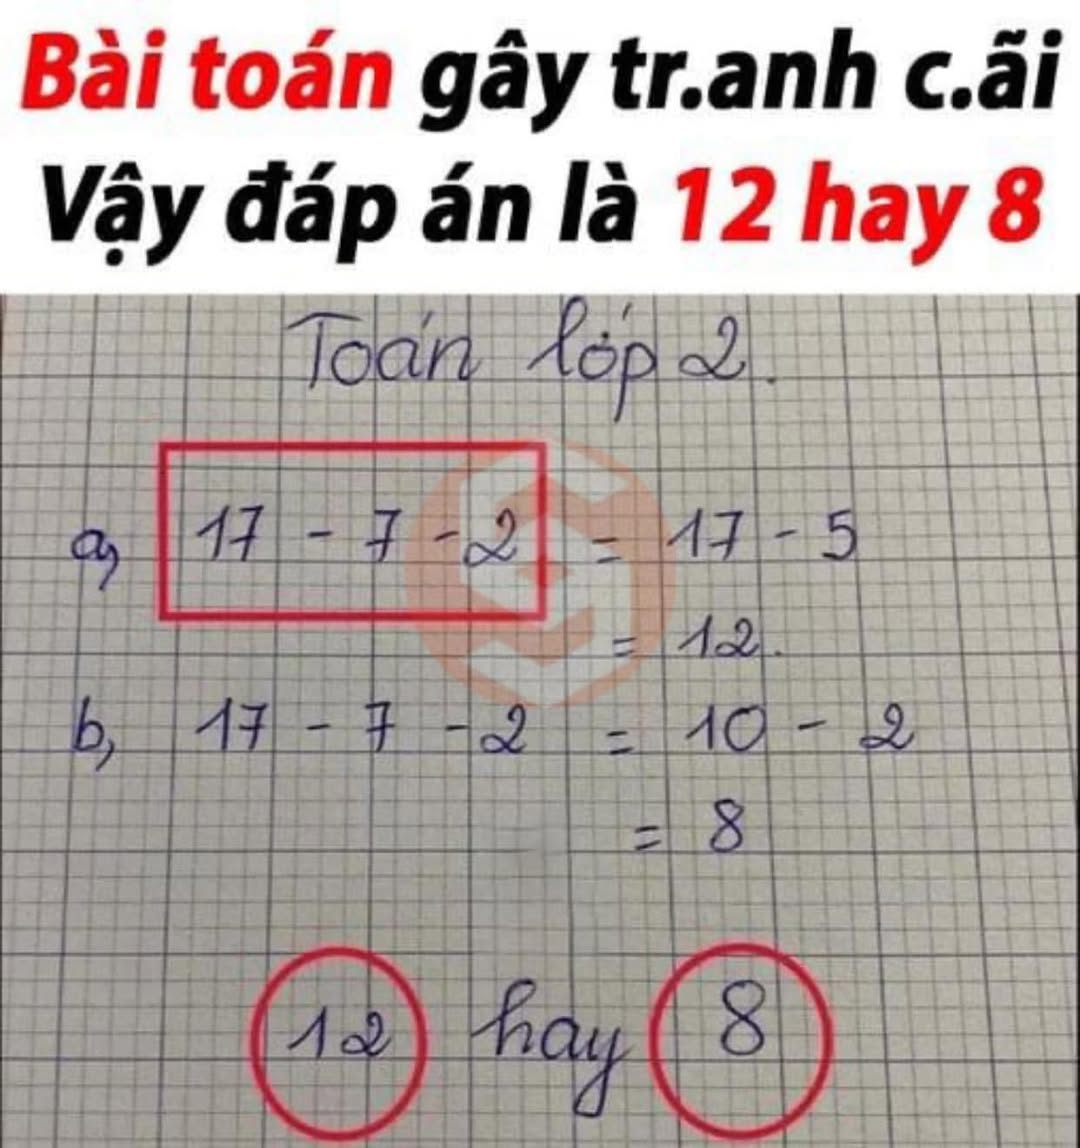 Bài toán gây tr.anh c.ãi
Vậy đáp án là 12 hay 8
Toán lớp 2.
a, 17 - 7 - 2 = 17 - 5
= 12.
b, 17 - 7 - 2 = 10 - 2
= 8
12 hay 8